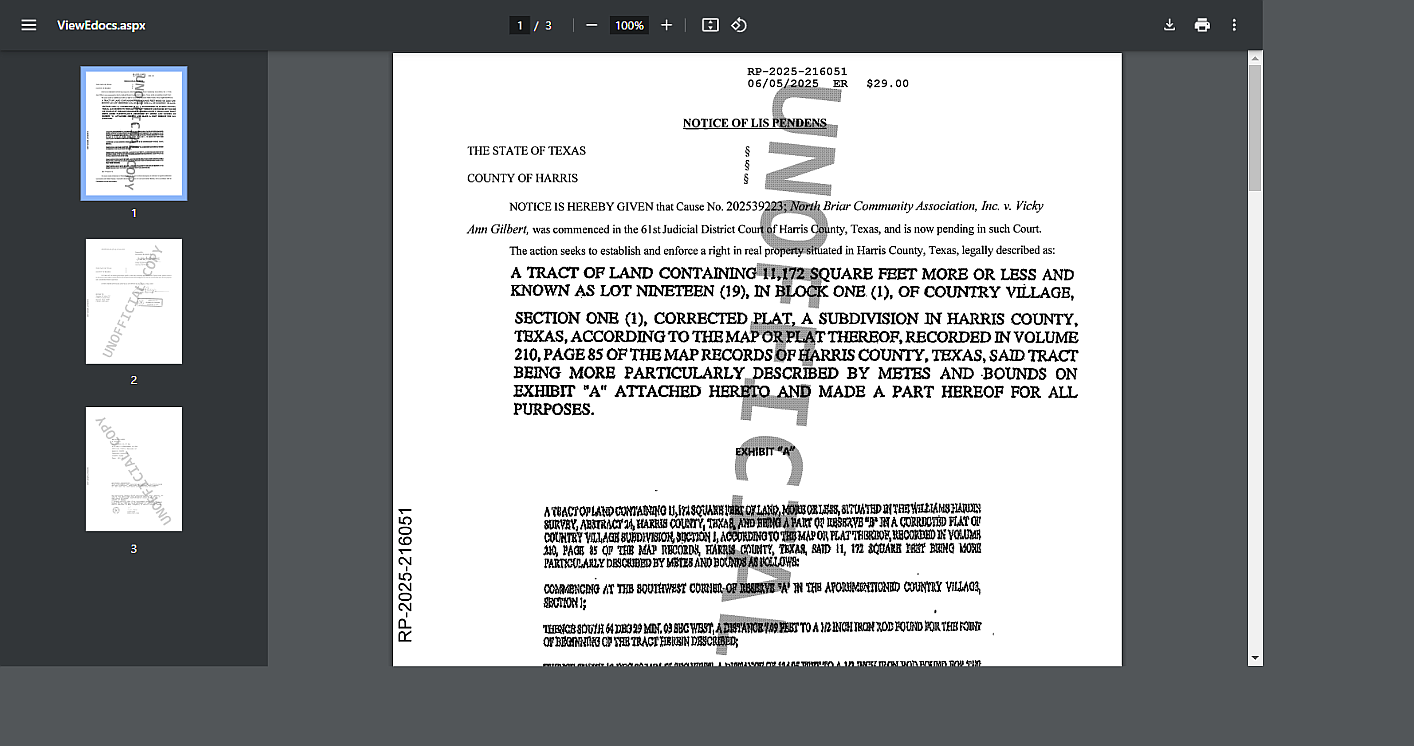 ViewEdocs.aspx
1 / 3
100%
1
2
3
RP-2025-216051
06/05/2025 ER $29.00
NOTICE OF LIS PENDENS
THE STATE OF TEXAS §
§
COUNTY OF HARRIS §
NOTICE IS HEREBY GIVEN that Cause No. 202539223; North Briar Community Association, Inc. v. Vicky
Ann Gilbert, was commenced in the 61st Judicial District Court of Harris County, Texas, and is now pending in such Court.
The action seeks to establish and enforce a right in real property situated in Harris County, Texas, legally described as:
A TRACT OF LAND CONTAINING 11,172 SQUARE FEET MORE OR LESS AND
KNOWN AS LOT NINETEEN (19), IN BLOCK ONE (1), OF COUNTRY VILLAGE,
SECTION ONE (1), CORRECTED PLAT, A SUBDIVISION IN HARRIS COUNTY,
TEXAS, ACCORDING TO THE MAP OR PLAT THEREOF, RECORDED IN VOLUME
210, PAGE 85 OF THE MAP RECORDS OF HARRIS COUNTY, TEXAS, SAID TRACT
BEING MORE PARTICULARLY DESCRIBED BY METES AND BOUNDS ON
EXHIBIT "A" ATTACHED HERETO AND MADE A PART HEREOF FOR ALL
PURPOSES.
EXHIBIT "A"
A TRACT OF LAND CONTAINING 11,172 SQUARE FEET OF LAND, MORE OR LESS, SITUATED IN THE WILLIAMS HARDIN
SURVEY, ABSTRACT 24, HARRIS COUNTY, TEXAS, AND BEING A PART OF RESERVE "B" IN A CORRECTED PLAT OF
COUNTRY VILLAGE SUBDIVISION, SECTION 1, ACCORDING TO THE MAP OR PLAT THEREOF, RECORDED IN VOLUME
210, PAGE 85 OF THE MAP RECORDS, HARRIS COUNTY, TEXAS, SAID 11, 172 SQUARE FEET BEING MORE
PARTICULARLY DESCRIBED BY METES AND BOUNDS AS FOLLOWS:
COMMENCING AT THE SOUTHWEST CORNER OF RESERVE "A" IN THE AFOREMENTIONED COUNTRY VILLAGE,
SECTION 1;
THENCE SOUTH 64 DEG 29 MIN, 03 SEC WEST, A DISTANCE 7.09 FEET TO A 1/2 INCH IRON ROD FOUND FOR THE POINT
OF BEGINNING OF THE TRACT HEREIN DESCRIBED;
RP-2025-216051
UNOFFICIAL
UNOFFICIAL COPY
UNOFFICIAL COPY
UNOFFICIAL COPY